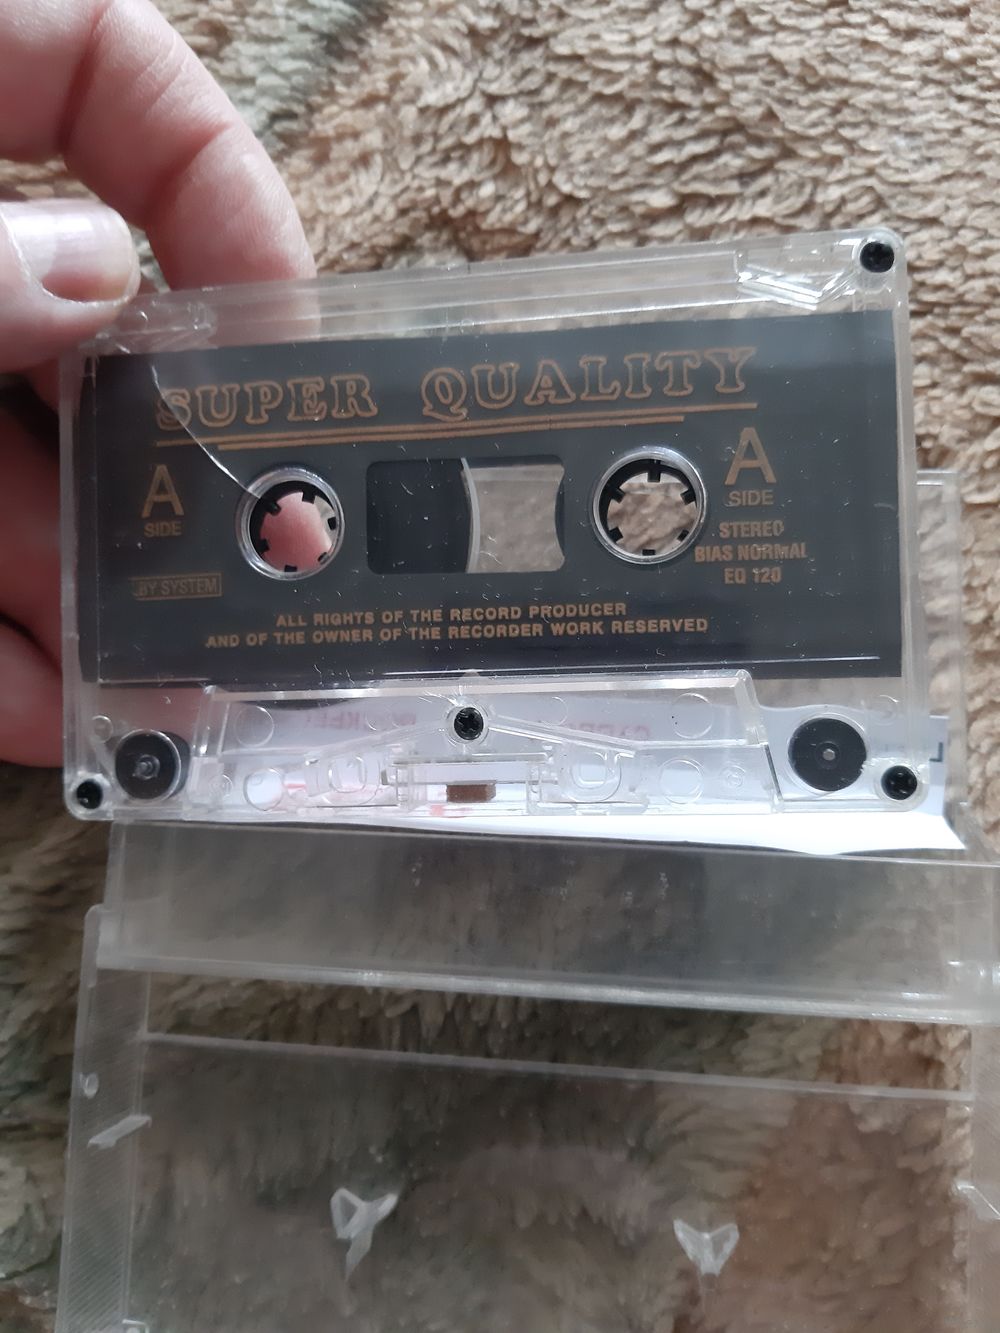 SUPER QUALITY
A
SIDE
A
SIDE
STEREO
BIAS NORMAL
EQ 120
BY SYSTEM
ALL RIGHTS OF THE RECORD PRODUCER
AND OF THE OWNER OF THE RECORDER WORK RESERVED